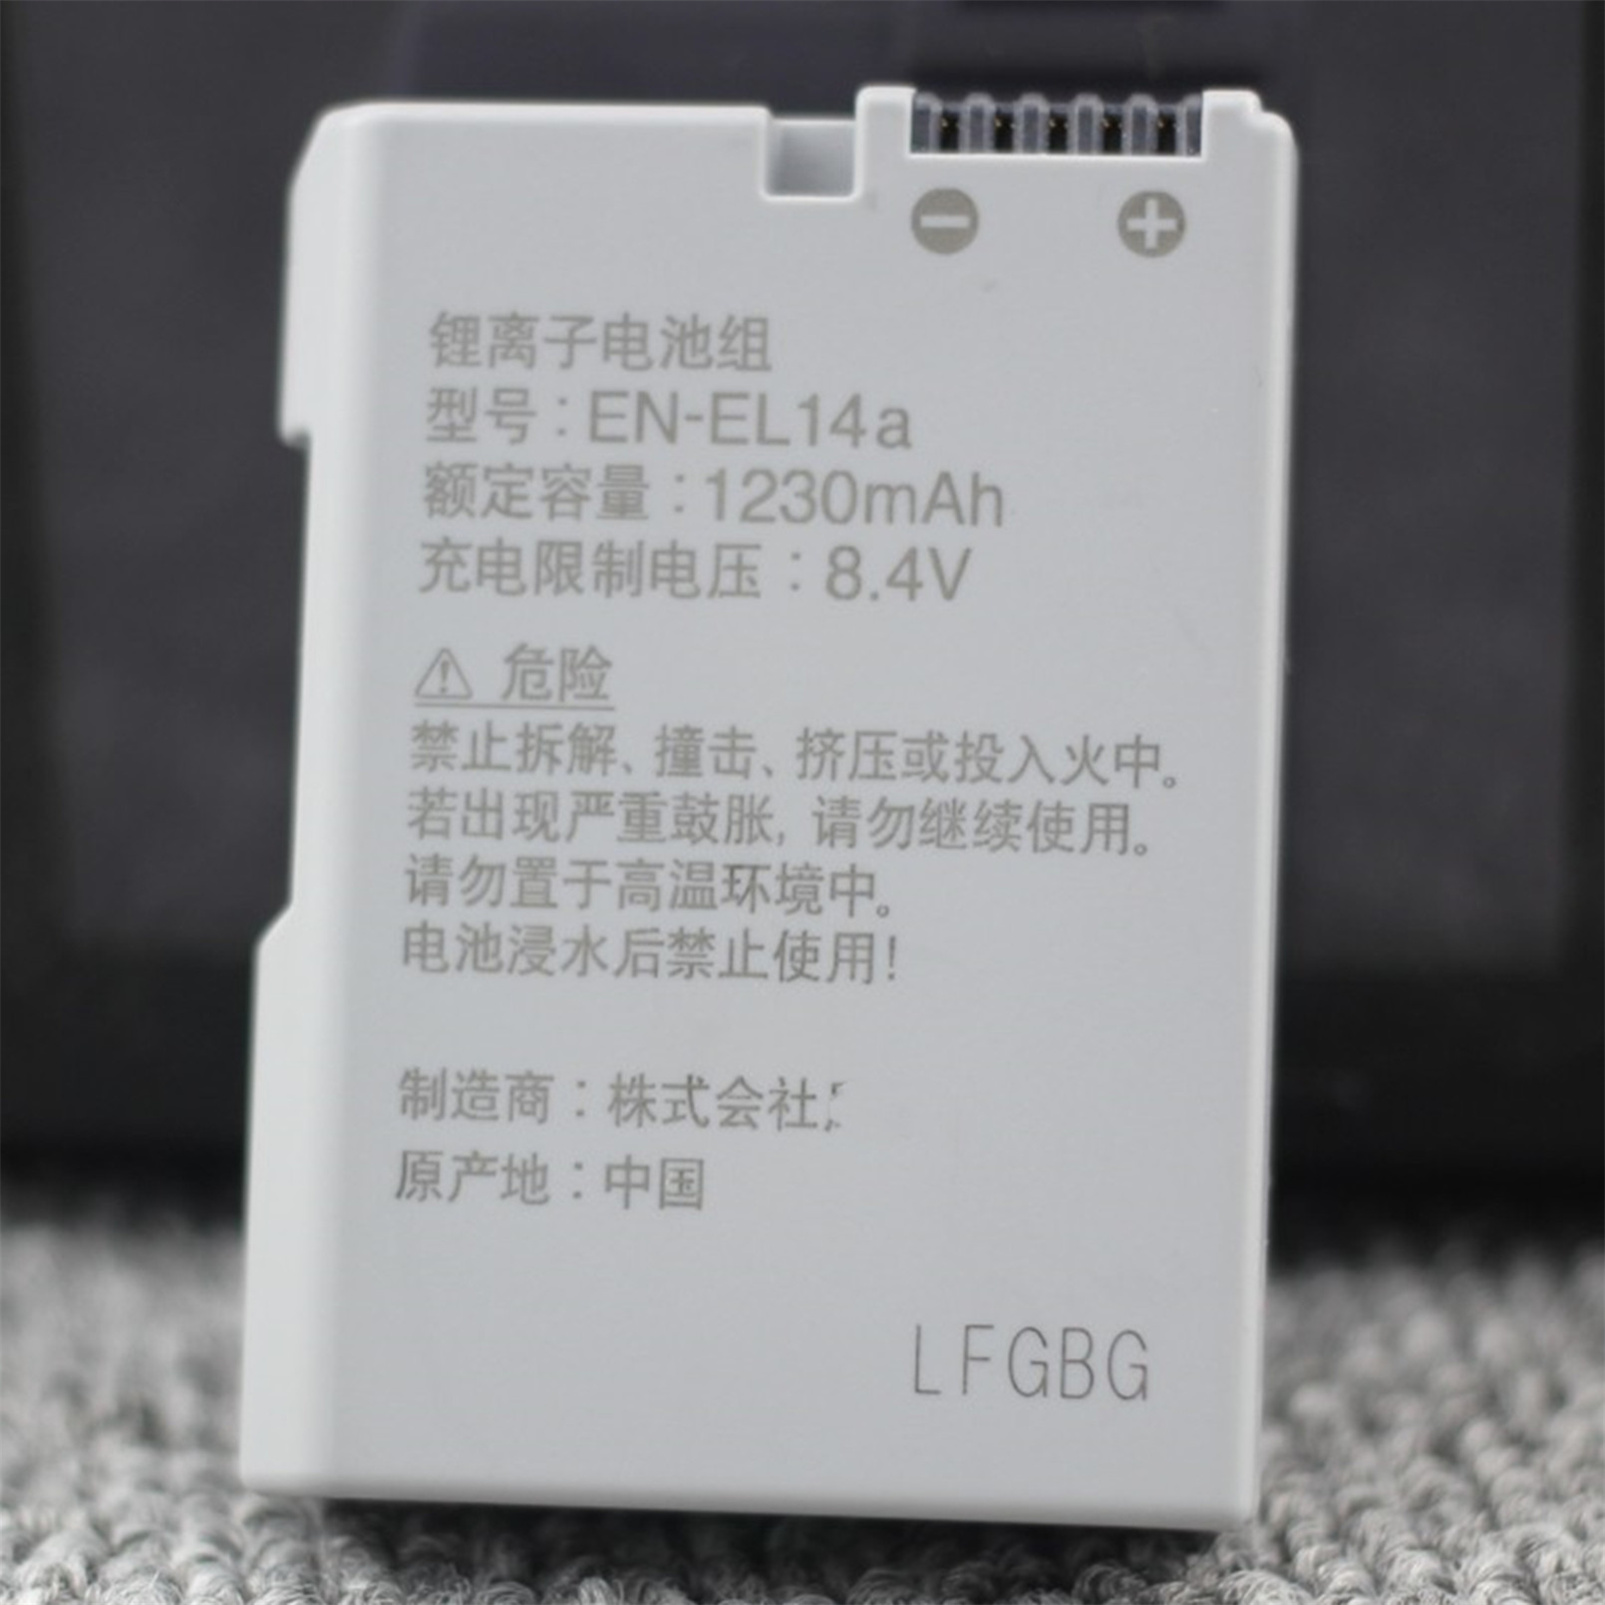 锂离子电池组
型号：EN-EL14a
额定容量：1230mAh
充电限制电压：8.4V
危险
禁止拆解、撞击、挤压或投入火中。
若出现严重鼓胀, 请勿继续使用。
请勿置于高温环境中。
电池浸水后禁止使用!
制造商：株式会社
原产地：中国
LFGBG